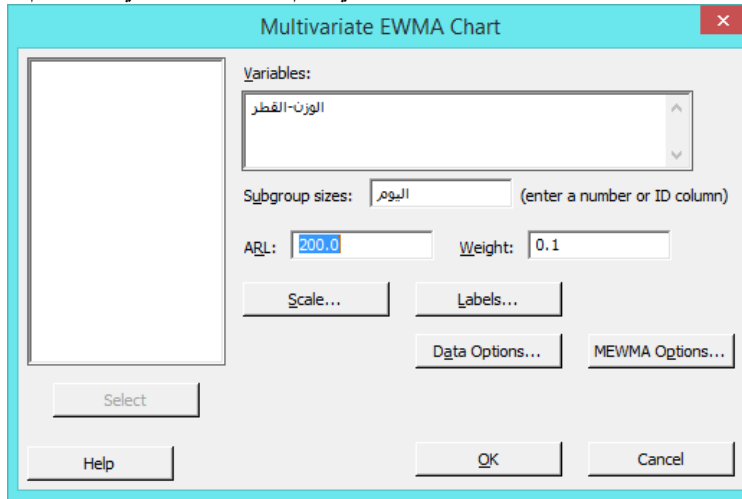 Multivariate EWMA Chart
Variables:
الوزن-القطر
Subgroup sizes: اليوم (enter a number or ID column)
ARL: 200.0 Weight: 0.1
Scale... Labels...
Data Options... MEWMA Options...
Select
Help OK Cancel